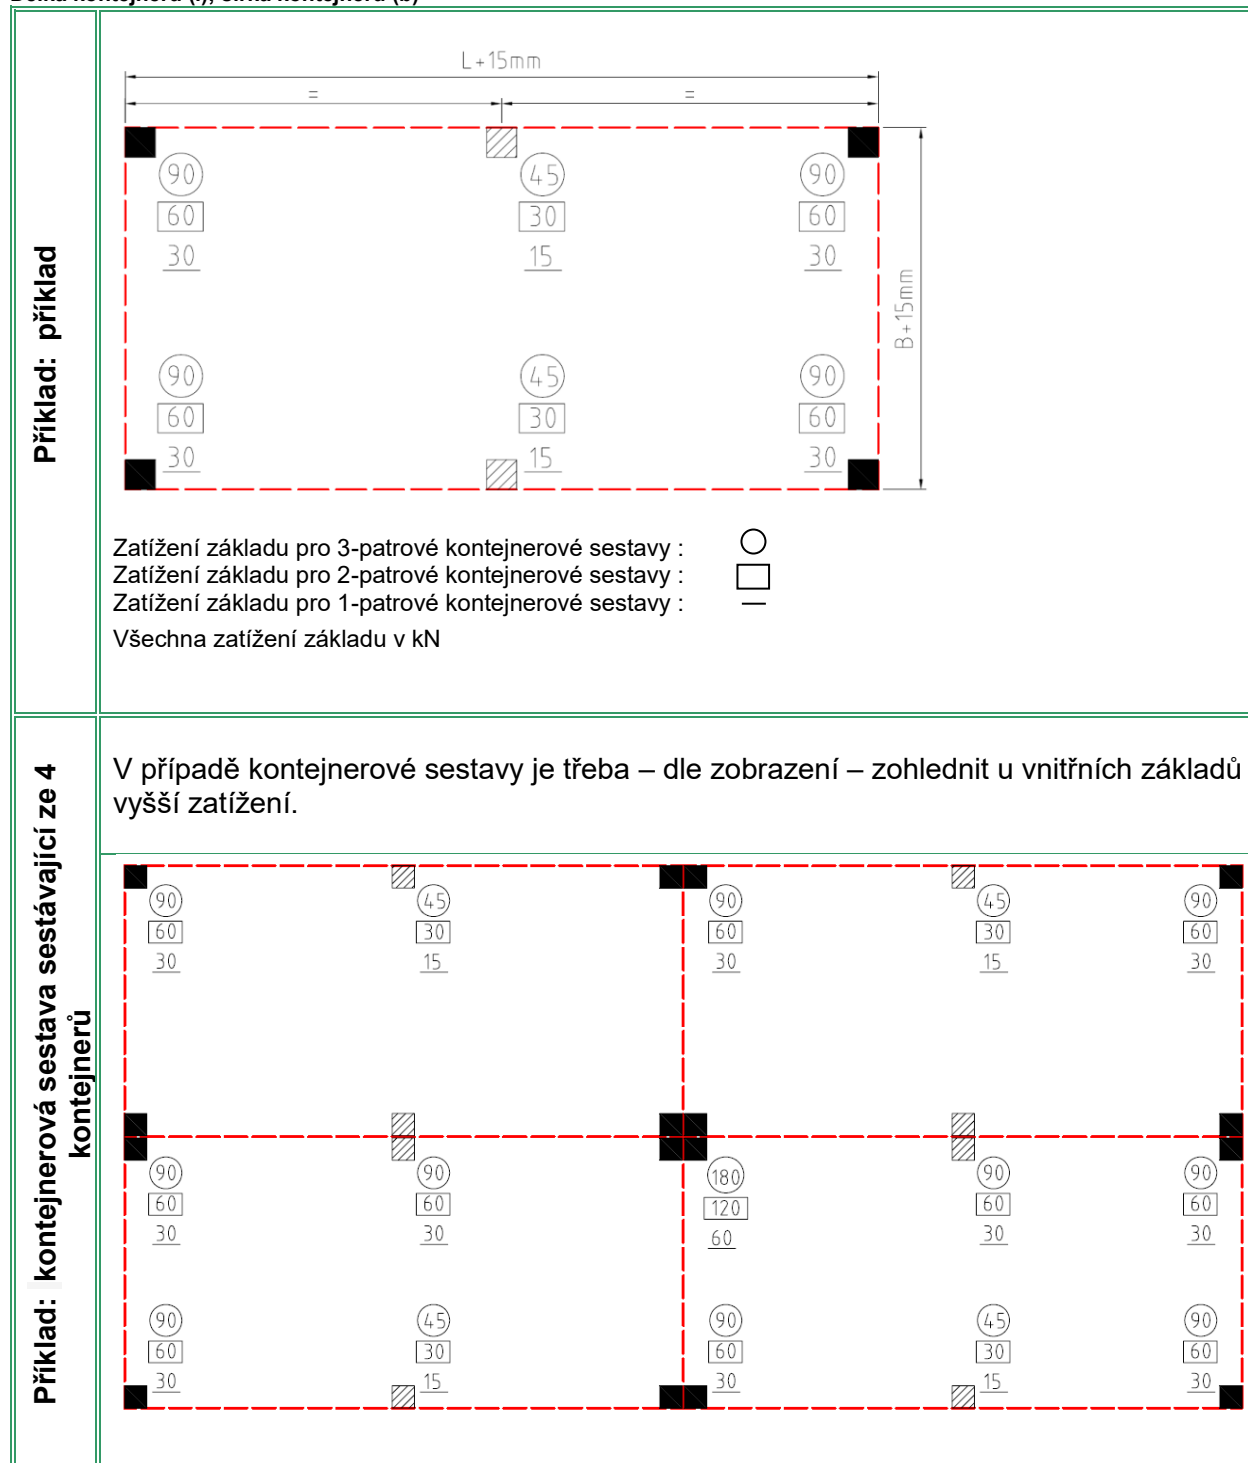 Příklad: příklad
L+15mm
= =
90 45 90
60 30 60
30 15 30
B+15mm
90 45 90
60 30 60
30 15 30
Zatížení základu pro 3-patrové kontejnerové sestavy :
Zatížení základu pro 2-patrové kontejnerové sestavy :
Zatížení základu pro 1-patrové kontejnerové sestavy :
Všechna zatížení základu v kN
Příklad: kontejnerová sestava sestávající ze 4
kontejnerů
V případě kontejnerové sestavy je třeba – dle zobrazení – zohlednit u vnitřních základů
vyšší zatížení.
90 45 90 45 90
60 30 60 30 60
30 15 30 15 30
90 90 180 90 90
60 60 120 60 60
30 30 60 30 30
90 45 90 45 90
60 30 60 30 60
30 15 30 15 30